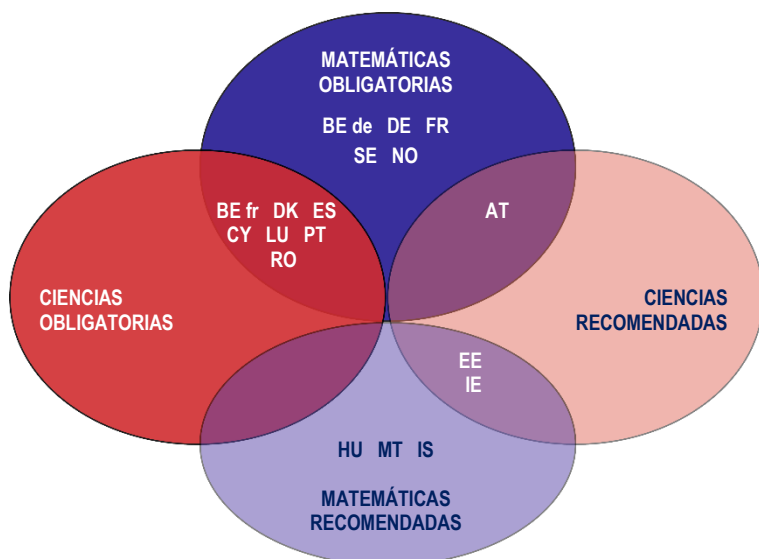 MATEMÁTICAS
OBLIGATORIAS
BE de DE FR
SE NO
BE fr DK ES
CY LU PT
RO
AT
CIENCIAS
OBLIGATORIAS
CIENCIAS
RECOMENDADAS
EE
IE
HU MT IS
MATEMÁTICAS
RECOMENDADAS